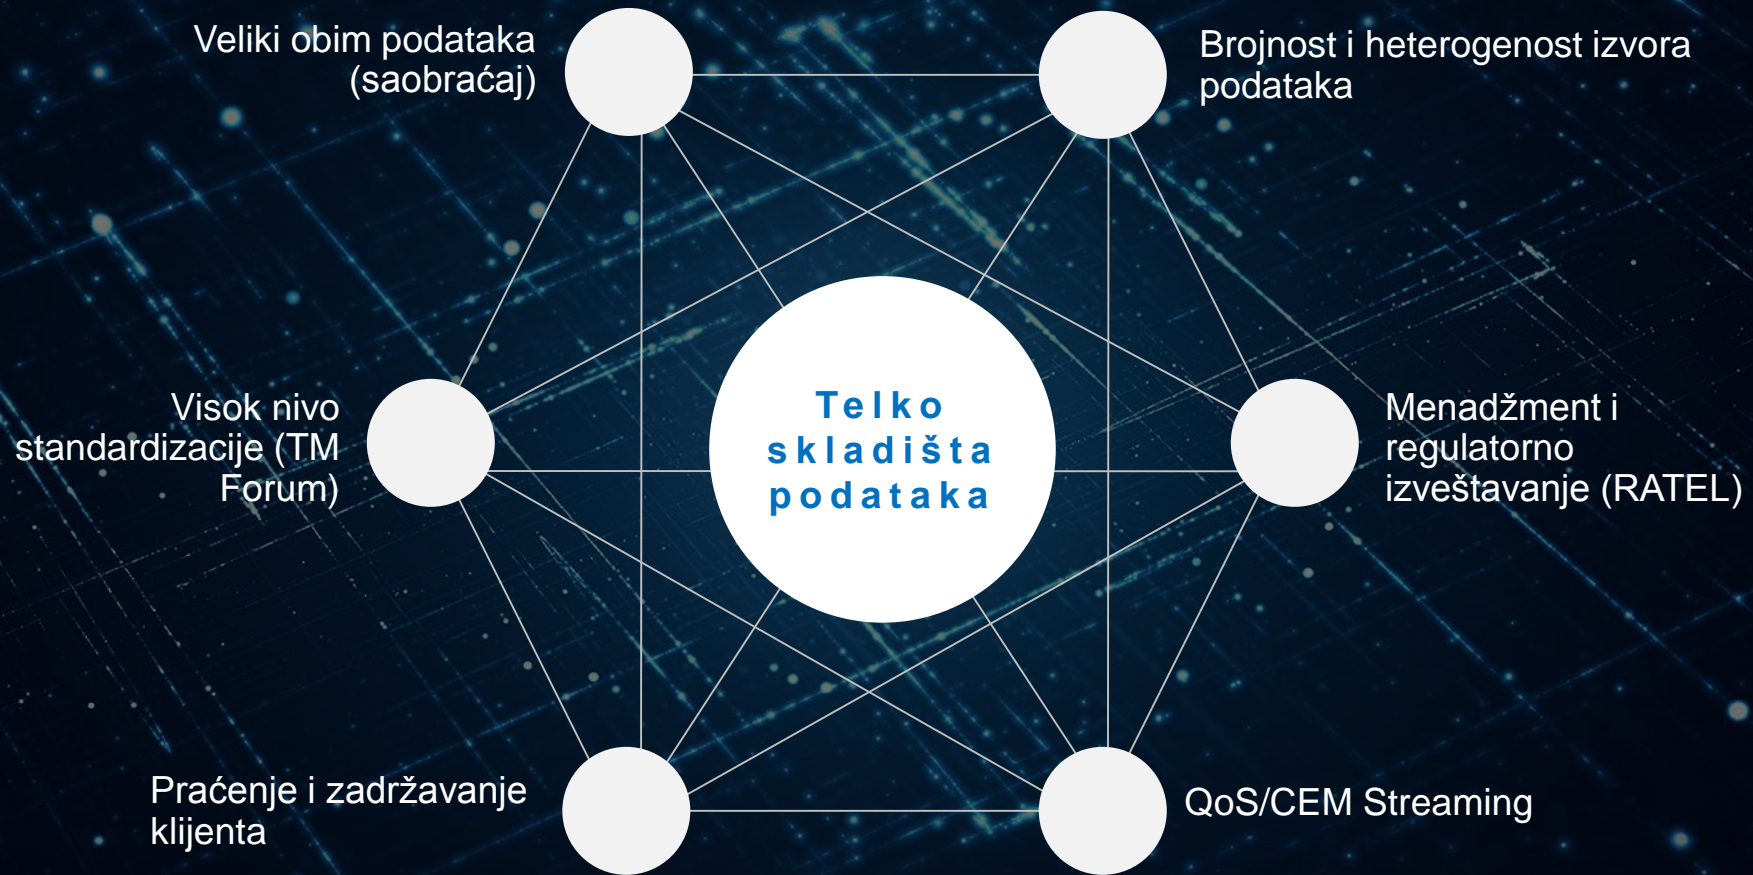 Veliki obim podataka
(saobraćaj)
Brojnost i heterogenost izvora
podataka
Visok nivo
standardizacije (TM
Forum)
Telko
skladišta
podataka
Menadžment i
regulatorno
izveštavanje (RATEL)
Praćenje i zadržavanje
klijenta
QoS/CEM Streaming